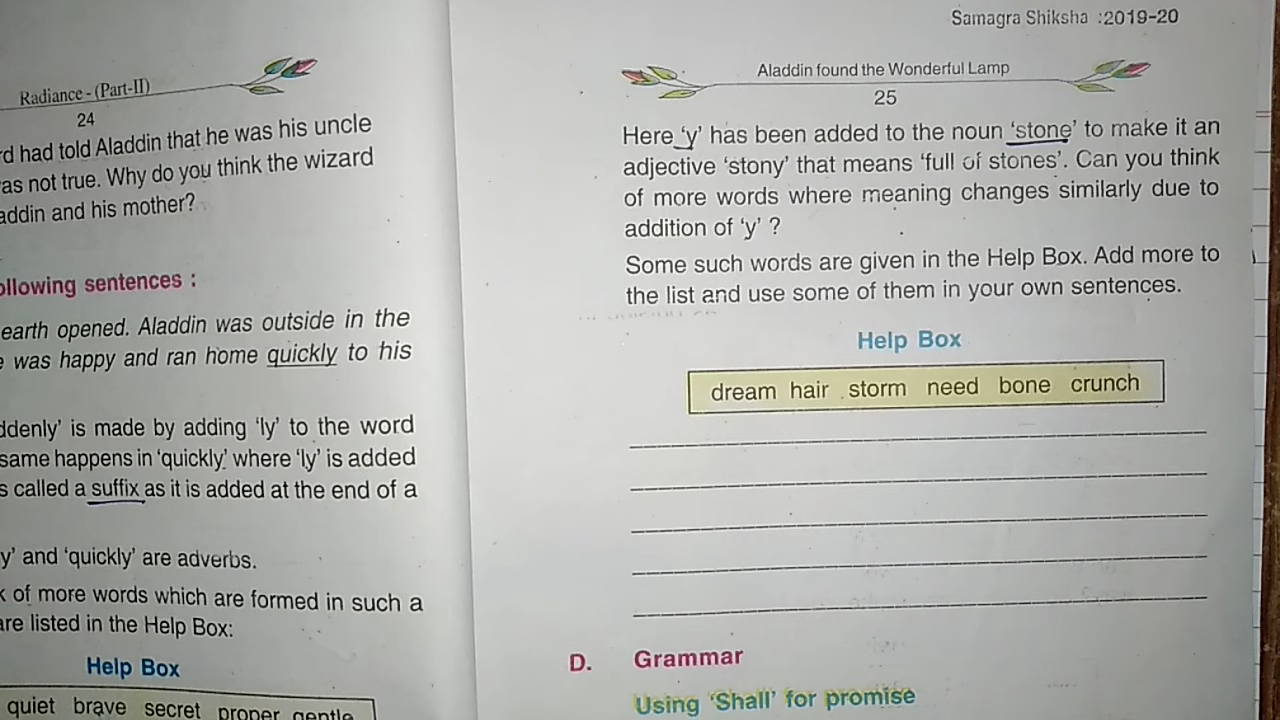 Radiance - (Part-II)
24
had told Aladdin that he was his uncle
was not true. Why do you think the wizard
and his mother?
following sentences :
earth opened. Aladdin was outside in the
was happy and ran home quickly to his
is made by adding 'ly' to the word
same happens in 'quickly' where 'ly' is added
called a suffix as it is added at the end of a
and 'quickly' are adverbs.
of more words which are formed in such a
are listed in the Help Box:
Help Box
quiet brave secret proper gentle
Samagra Shiksha :2019-20
Aladdin found the Wonderful Lamp
25
Here 'y' has been added to the noun 'stone' to make it an
adjective 'stony' that means 'full of stones'. Can you think
of more words where meaning changes similarly due to
addition of 'y' ?
Some such words are given in the Help Box. Add more to
the list and use some of them in your own sentences.
Help Box
dream hair storm need bone crunch
D. Grammar
Using 'Shall' for promise